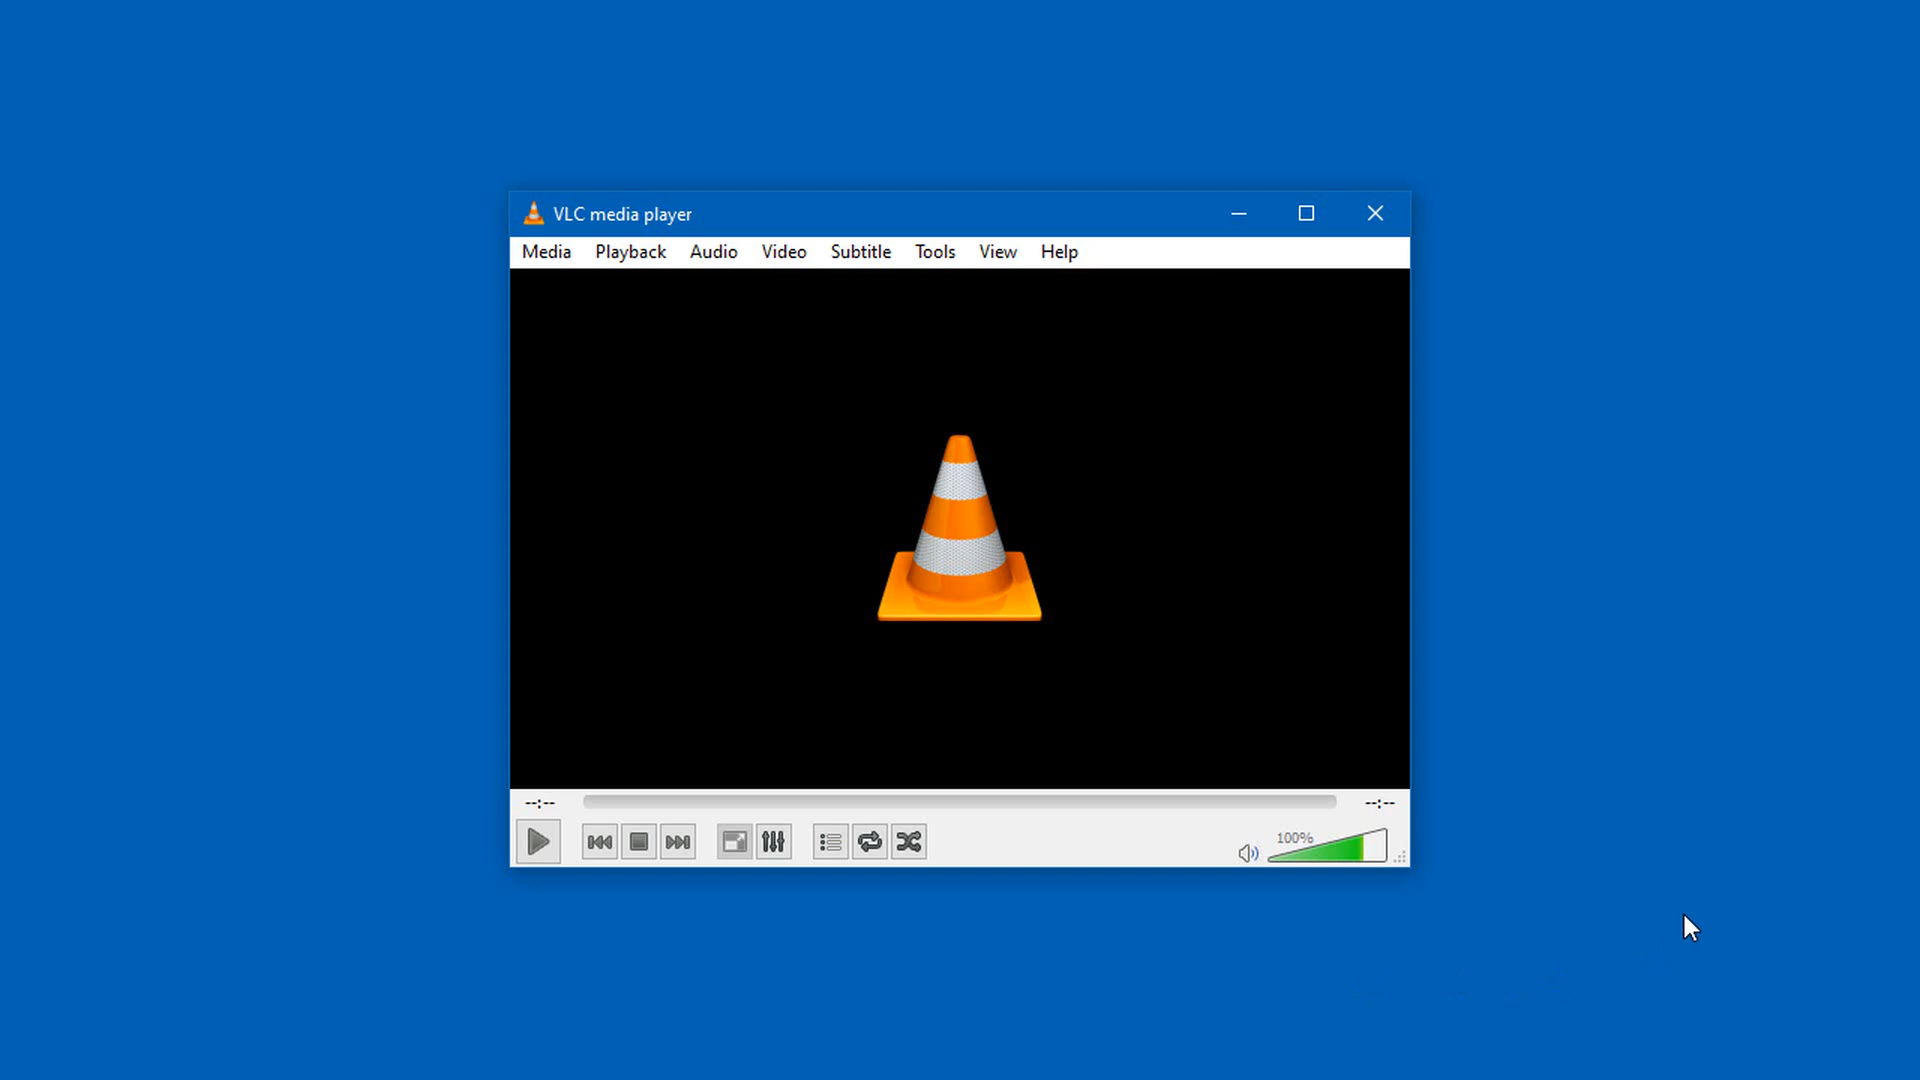 VLC media player
Media Playback Audio Video Subtitle Tools View Help
--:-- --:--
100%